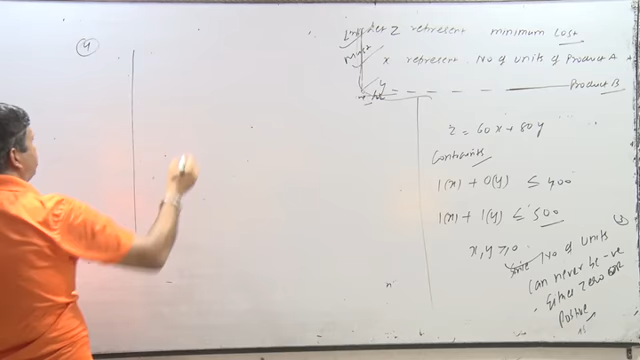 4
Let Z represent minimum Cost
x represent No of units of Product A
y - - - - Product B
Z = 60x + 80y
Contraints
1(x) + 0(y) ≤ 400
1(x) + 1(y) ≤ 500
x, y ≥ 0
No of units
can never be -ve
Either Zero OR
Positive